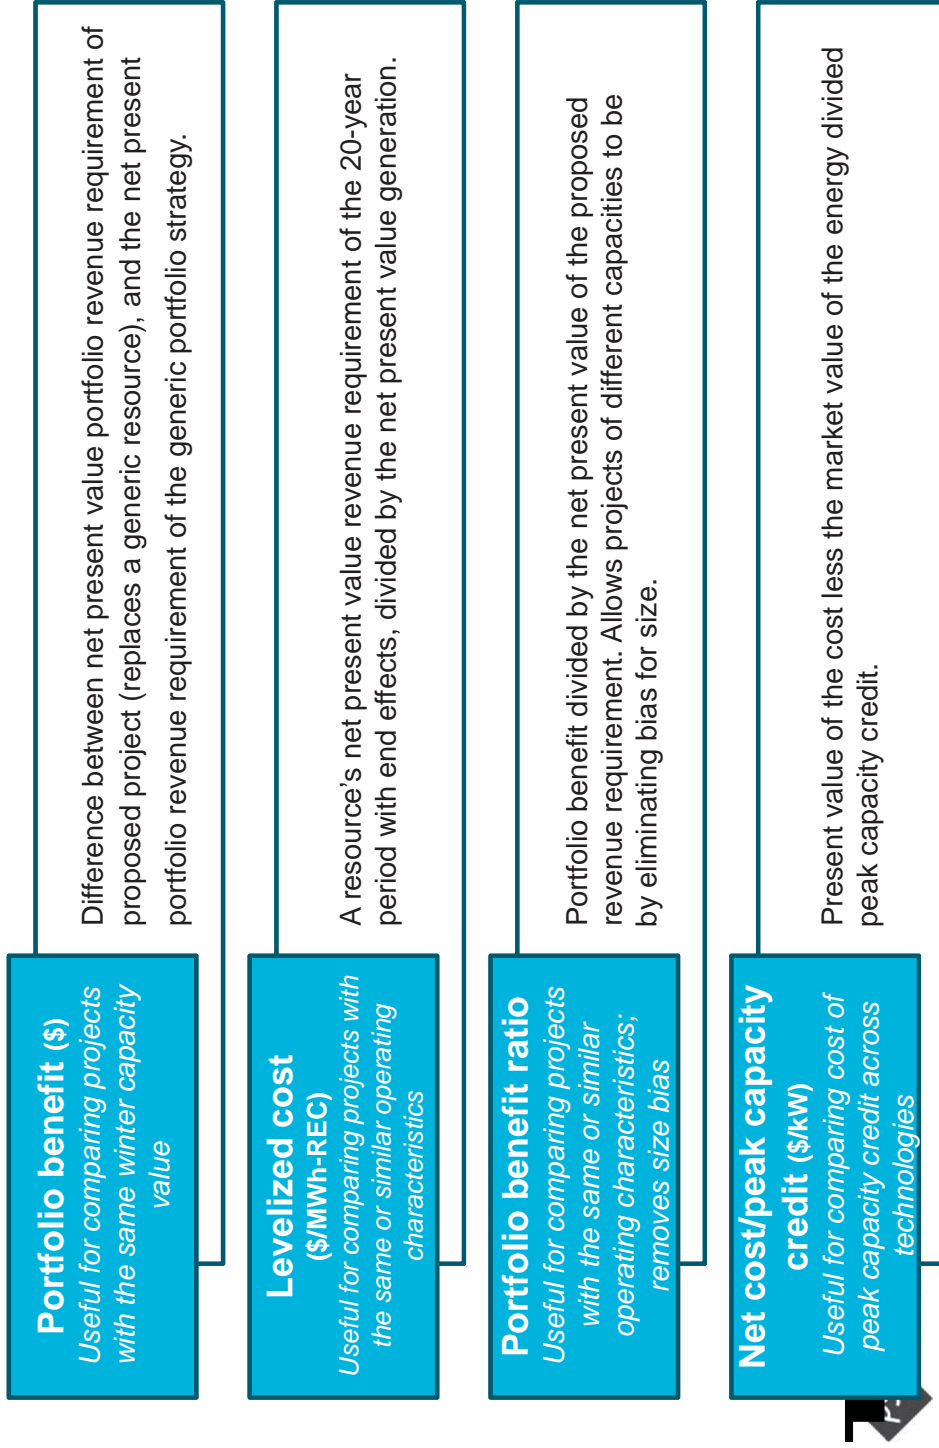 Portfolio benefit ($)
Useful for comparing projects
with the same winter capacity
value
Difference between net present value portfolio revenue requirement of
proposed project (replaces a generic resource), and the net present
portfolio revenue requirement of the generic portfolio strategy.
Levelized cost
($/MWh-REC)
Useful for comparing projects with
the same or similar operating
characteristics
A resource’s net present value revenue requirement of the 20-year
period with end effects, divided by the net present value generation.
Portfolio benefit ratio
Useful for comparing projects
with the same or similar
operating characteristics;
removes size bias
Portfolio benefit divided by the net present value of the proposed
revenue requirement. Allows projects of different capacities to be
by eliminating bias for size.
Net cost/peak capacity
credit ($/kW)
Useful for comparing cost of
peak capacity credit across
technologies
Present value of the cost less the market value of the energy divided
peak capacity credit.